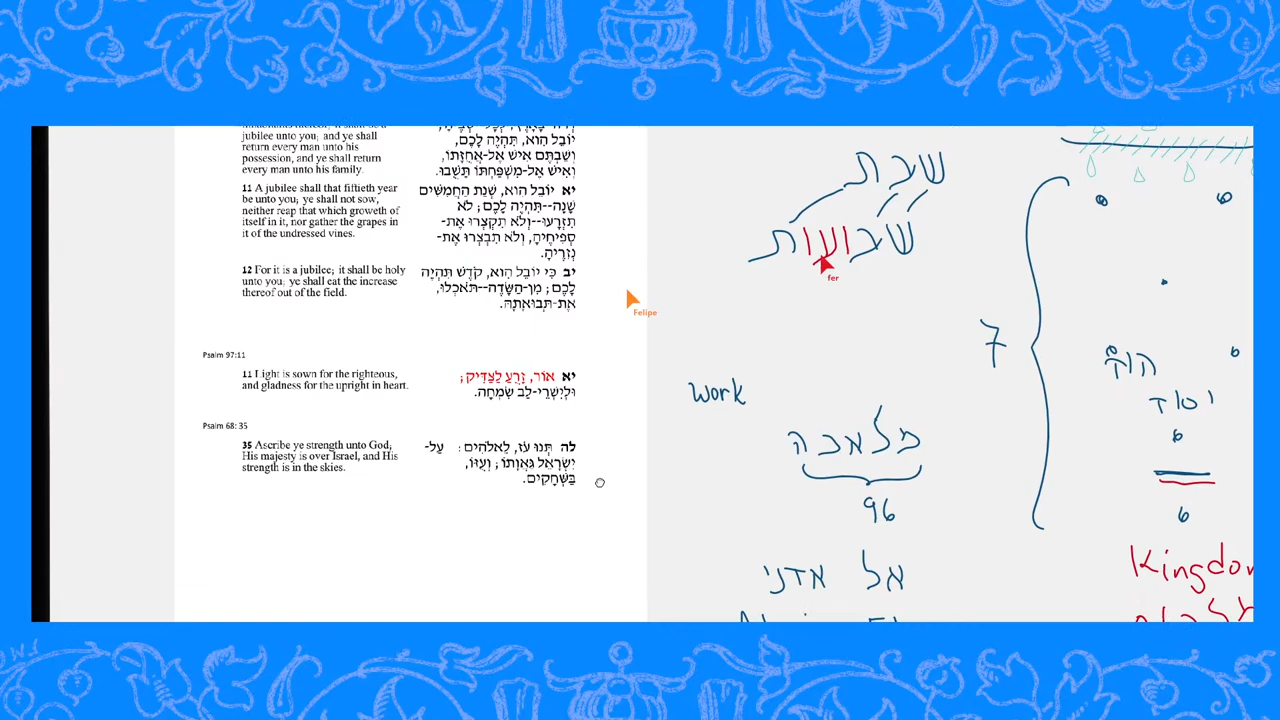 jubilee unto you; and ye shall
return every man unto his
possession, and ye shall return
every man unto his family.
יוֹבֵל הִוא, תִּהְיֶה לָכֶם,
וְשַׁבְתֶּם אִישׁ אֶל-אֲחֻזָּתוֹ,
וְאִישׁ אֶל-מִשְׁפַּחְתּוֹ תָּשֻׁבוּ.
11 A jubilee shall that fiftieth year
be unto you; ye shall not sow,
neither reap that which groweth of
itself in it, nor gather the grapes in
it of the undressed vines.
יא יוֹבֵל הִוא, שְׁנַת הַחֲמִשִּׁים
שָׁנָה--תִּהְיֶה לָכֶם; לֹא
תִזְרָעוּ--וְלֹא תִקְצְרוּ אֶת-
סְפִיחֶיהָ, וְלֹא תִבְצְרוּ אֶת-
נְזִרֶיהָ.
12 For it is a jubilee; it shall be holy
unto you; ye shall eat the increase
thereof out of the field.
יב כִּי יוֹבֵל הִוא, קֹדֶשׁ תִּהְיֶה
לָכֶם; מִן-הַשָּׂדֶה--תֹּאכְלוּ,
אֶת-תְּבוּאָתָהּ.
Psalm 97:11
11 Light is sown for the righteous,
and gladness for the upright in heart.
יא אוֹר, זָרֻעַ לַצַּדִּיק;
וּלְיִשְׁרֵי-לֵב שִׂמְחָה.
Psalm 68: 35
35 Ascribe ye strength unto God;
His majesty is over Israel, and His
strength is in the skies.
לה תְּנוּ עֹז, לֵאלֹהִים: עַל-
יִשְׂרָאֵל גַּאֲוָתוֹ; וְעֻזּוֹ,
בַּשְּׁחָקִים.
Felipe
שבת
שבועות
fer
work
מלאכה
96
אל אדני
7
הוד
יסוד
Kingdom